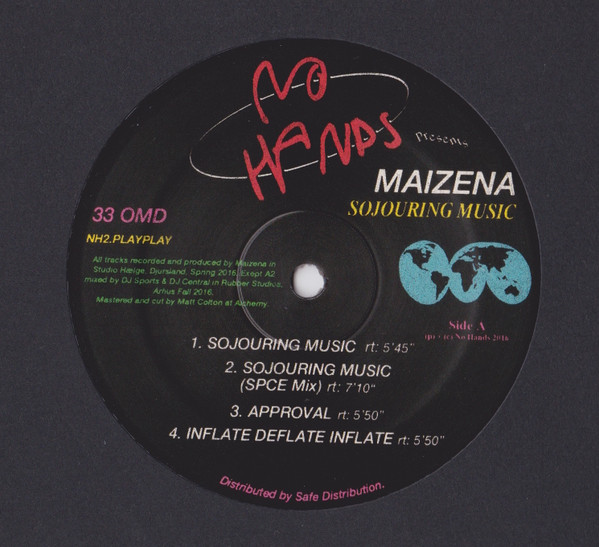 NO
HANDS
presents
MAIZENA
SOJOURING MUSIC
33 OMD
NH2.PLAYPLAY
All tracks recorded and produced by Maizena in
Studio Hælge, Djursland, Spring 2016. Exept A2
mixed by DJ Sports & DJ Central in Rubber Studios,
Århus Fall 2016.
Mastered and cut by Matt Colton at Alchemy.
Side A
(p) + (c) No Hands 2016
1. SOJOURING MUSIC rt: 5'45"
2. SOJOURING MUSIC
(SPCE Mix) rt: 7'10"
3. APPROVAL rt: 5'50"
4. INFLATE DEFLATE INFLATE rt: 5'50"
Distributed by Safe Distribution.